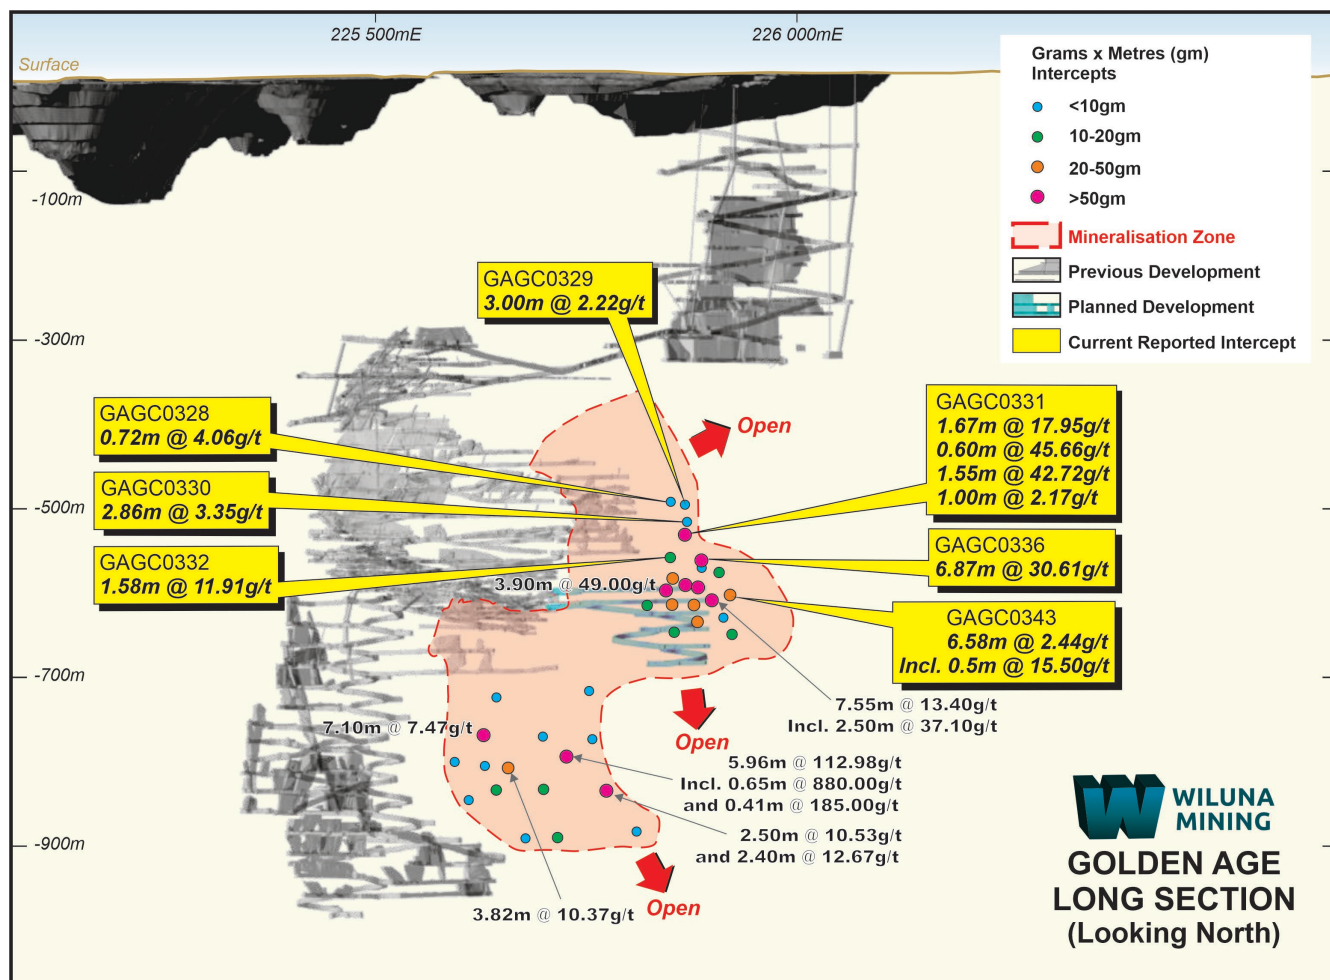 225 500mE
226 000mE
Surface
Grams x Metres (gm)
Intercepts
<10gm
10-20gm
20-50gm
>50gm
Mineralisation Zone
Previous Development
Planned Development
Current Reported Intercept
-100m
-300m
-500m
-700m
-900m
GAGC0329
3.00m @ 2.22g/t
GAGC0328
0.72m @ 4.06g/t
GAGC0330
2.86m @ 3.35g/t
GAGC0332
1.58m @ 11.91g/t
Open
GAGC0331
1.67m @ 17.95g/t
0.60m @ 45.66g/t
1.55m @ 42.72g/t
1.00m @ 2.17g/t
GAGC0336
6.87m @ 30.61g/t
GAGC0343
6.58m @ 2.44g/t
Incl. 0.5m @ 15.50g/t
3.90m @ 49.00g/t
7.55m @ 13.40g/t
Incl. 2.50m @ 37.10g/t
Open
7.10m @ 7.47g/t
5.96m @ 112.98g/t
Incl. 0.65m @ 880.00g/t
and 0.41m @ 185.00g/t
2.50m @ 10.53g/t
and 2.40m @ 12.67g/t
3.82m @ 10.37g/t
Open
WILUNA
MINING
GOLDEN AGE
LONG SECTION
(Looking North)